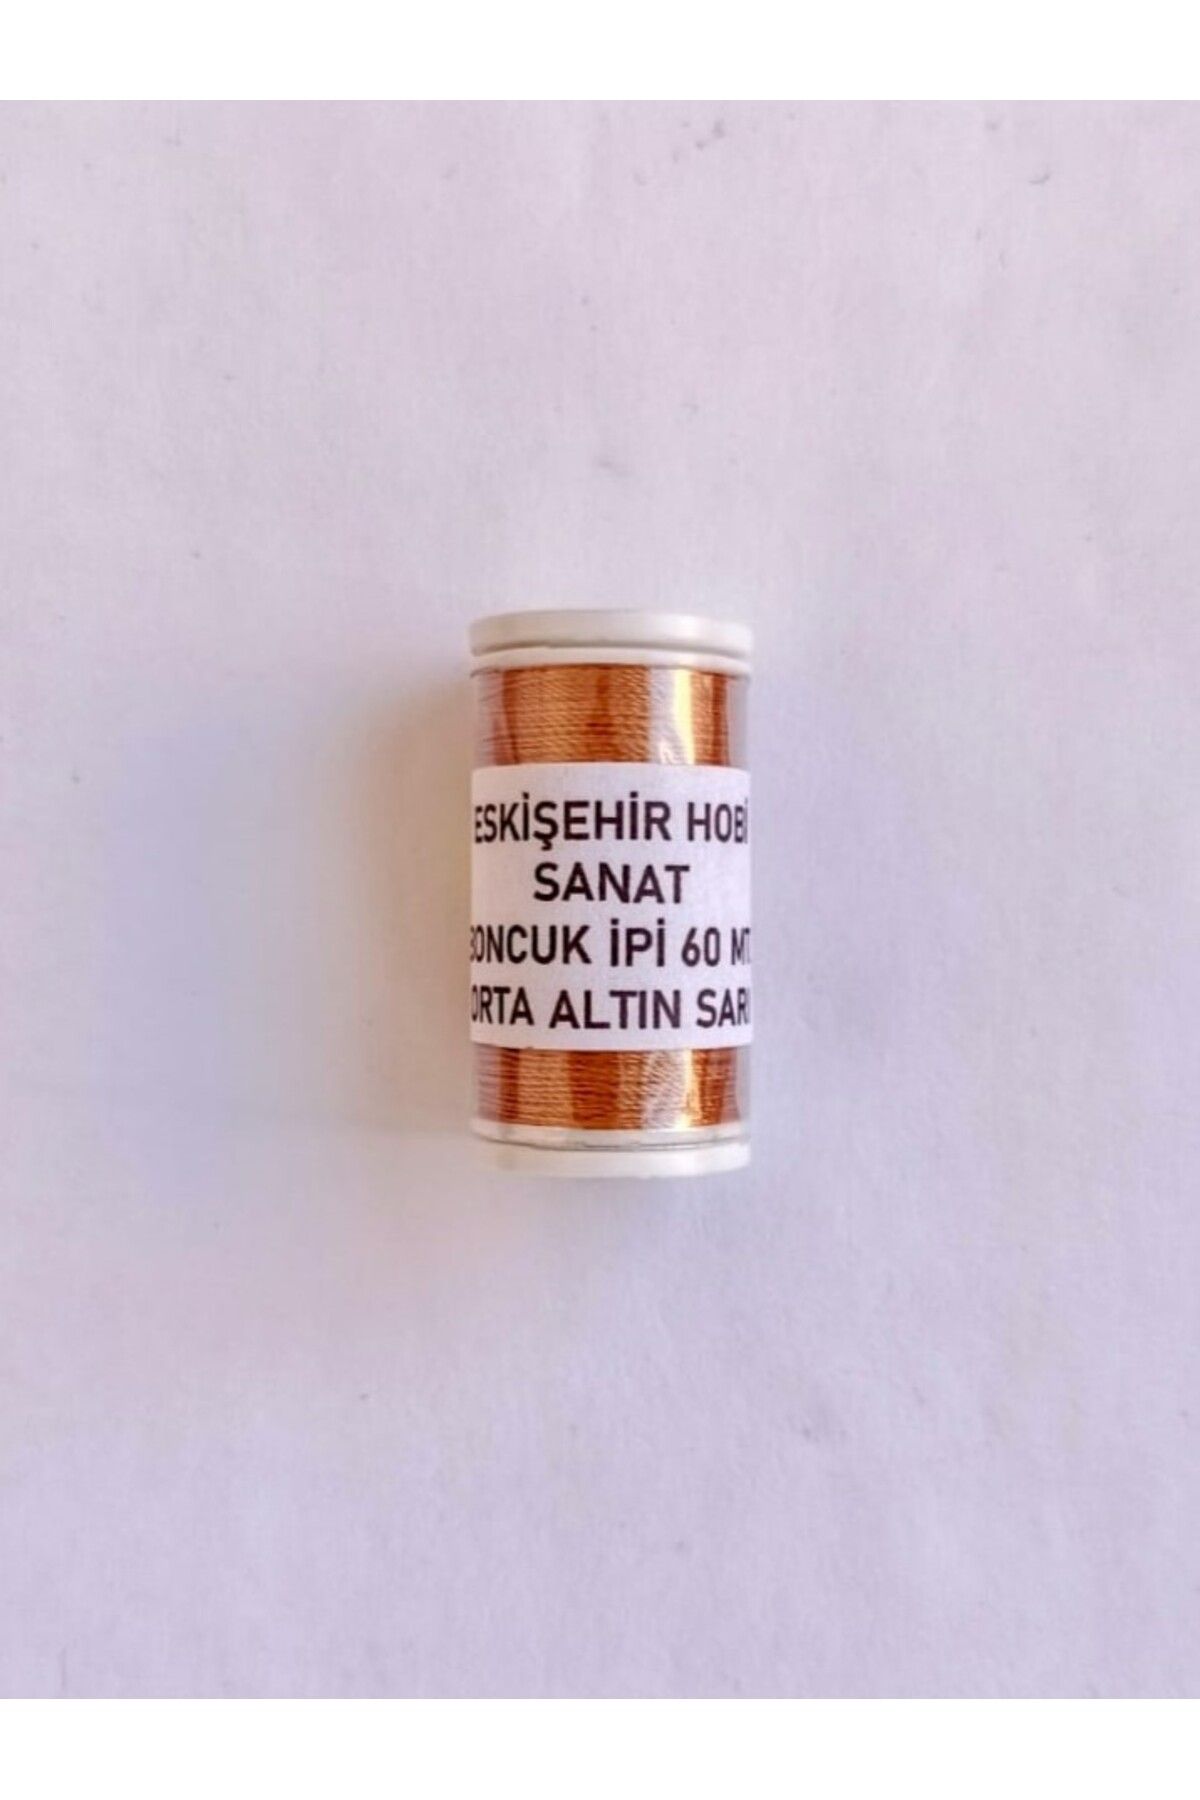 ESKİŞEHİR HOBİ
SANAT
BONCUK İPİ 60 MT
ORTA ALTIN SARI